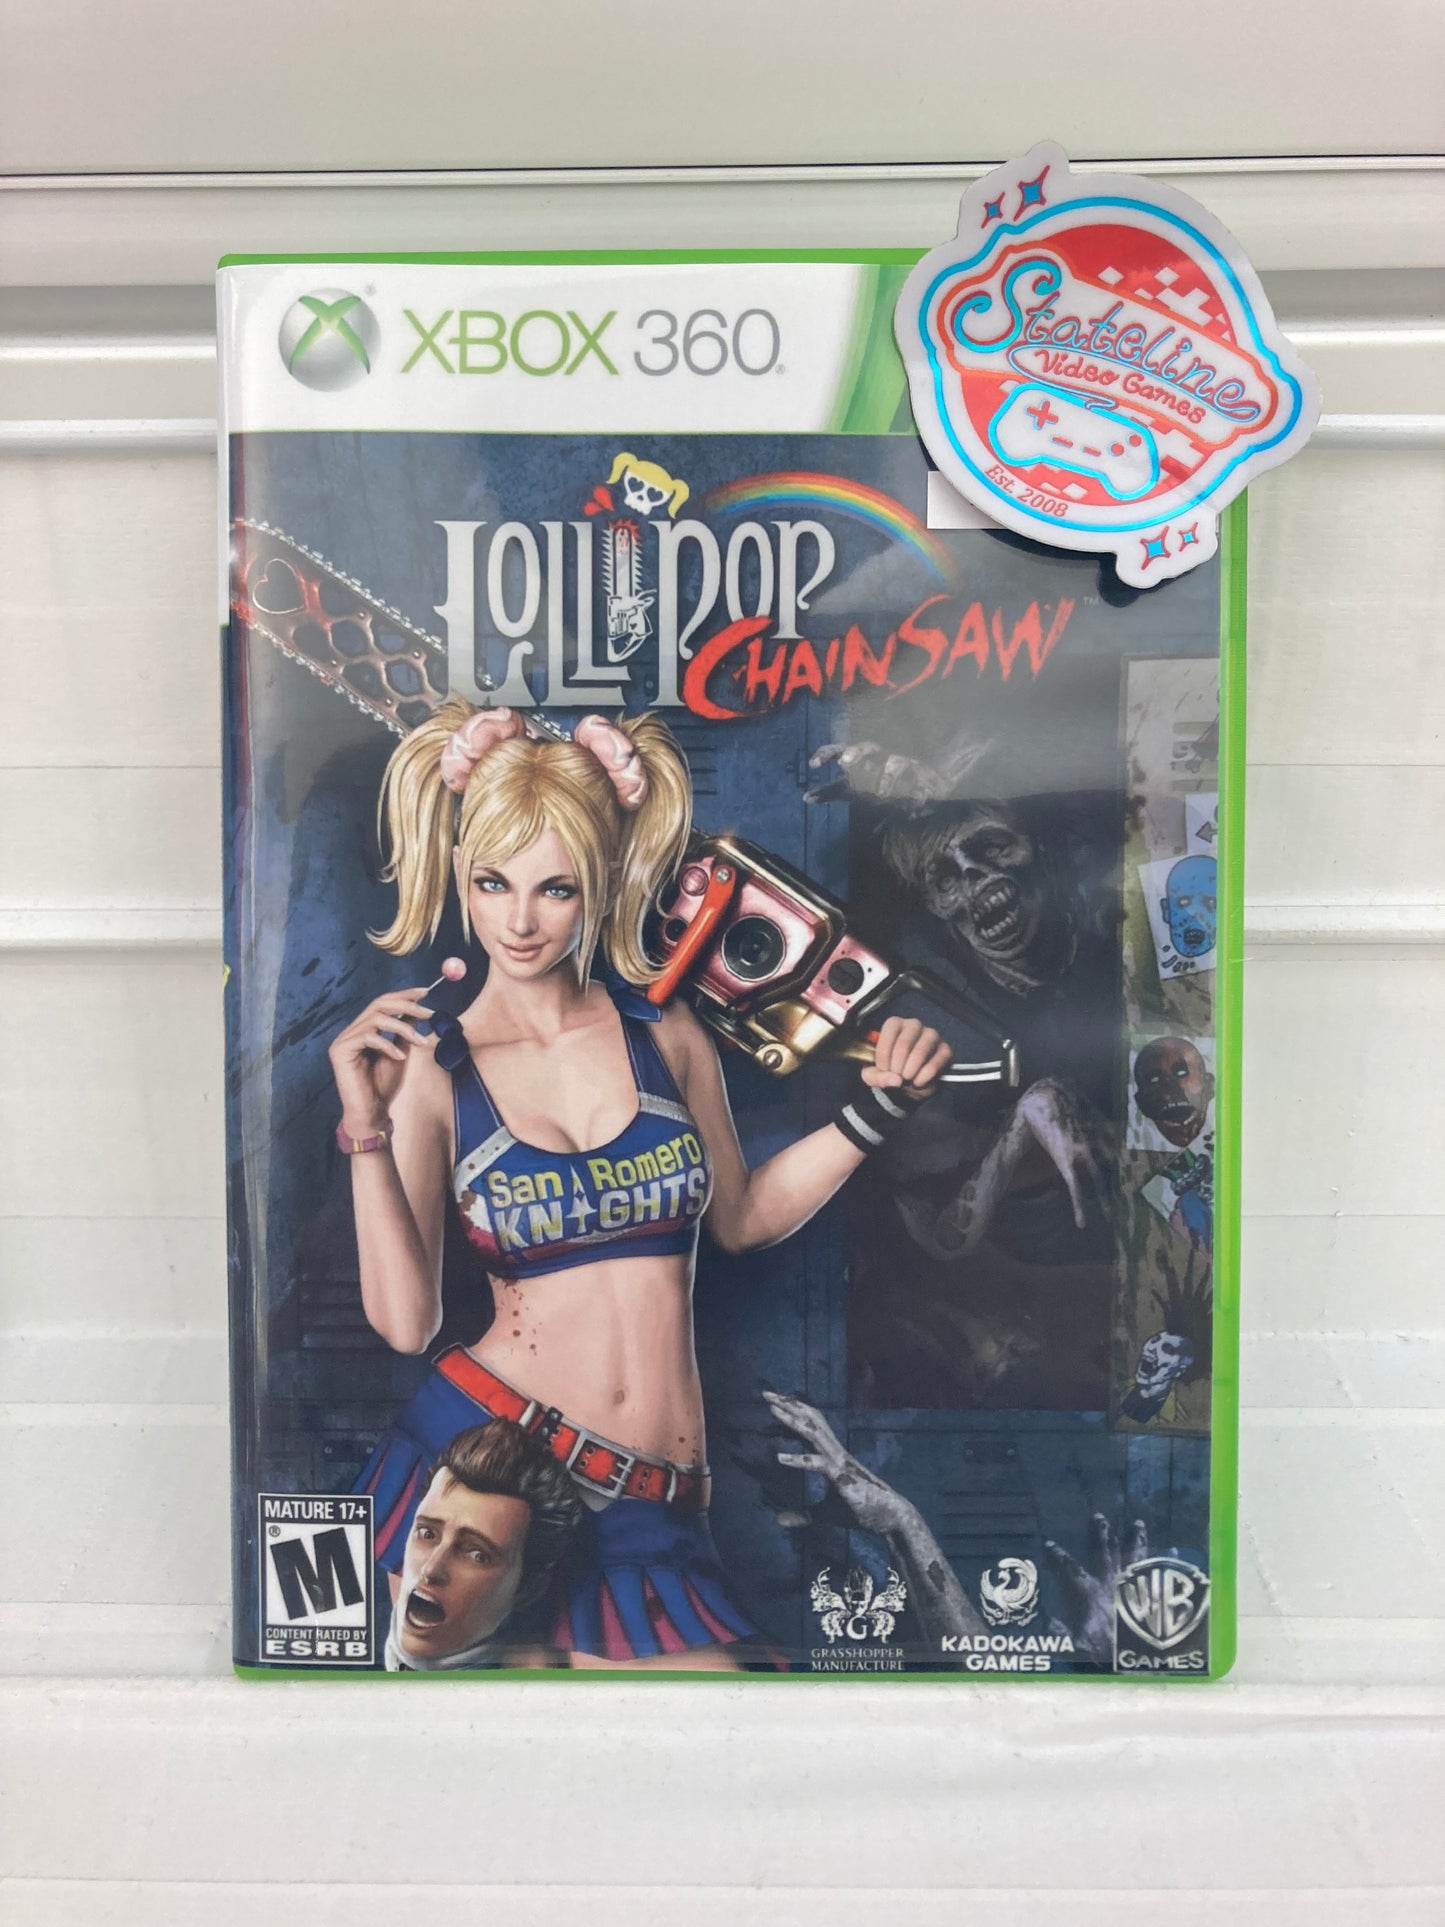 XBOX 360®
Stateline
Video Games
Est. 2008
LOLLIPOP
CHAINSAW™
San Romero
KNIGHTS
MATURE 17+
M®
CONTENT RATED BY
ESRB
G
GRASSHOPPER
MANUFACTURE
KADOKAWA
GAMES
WB
GAMES